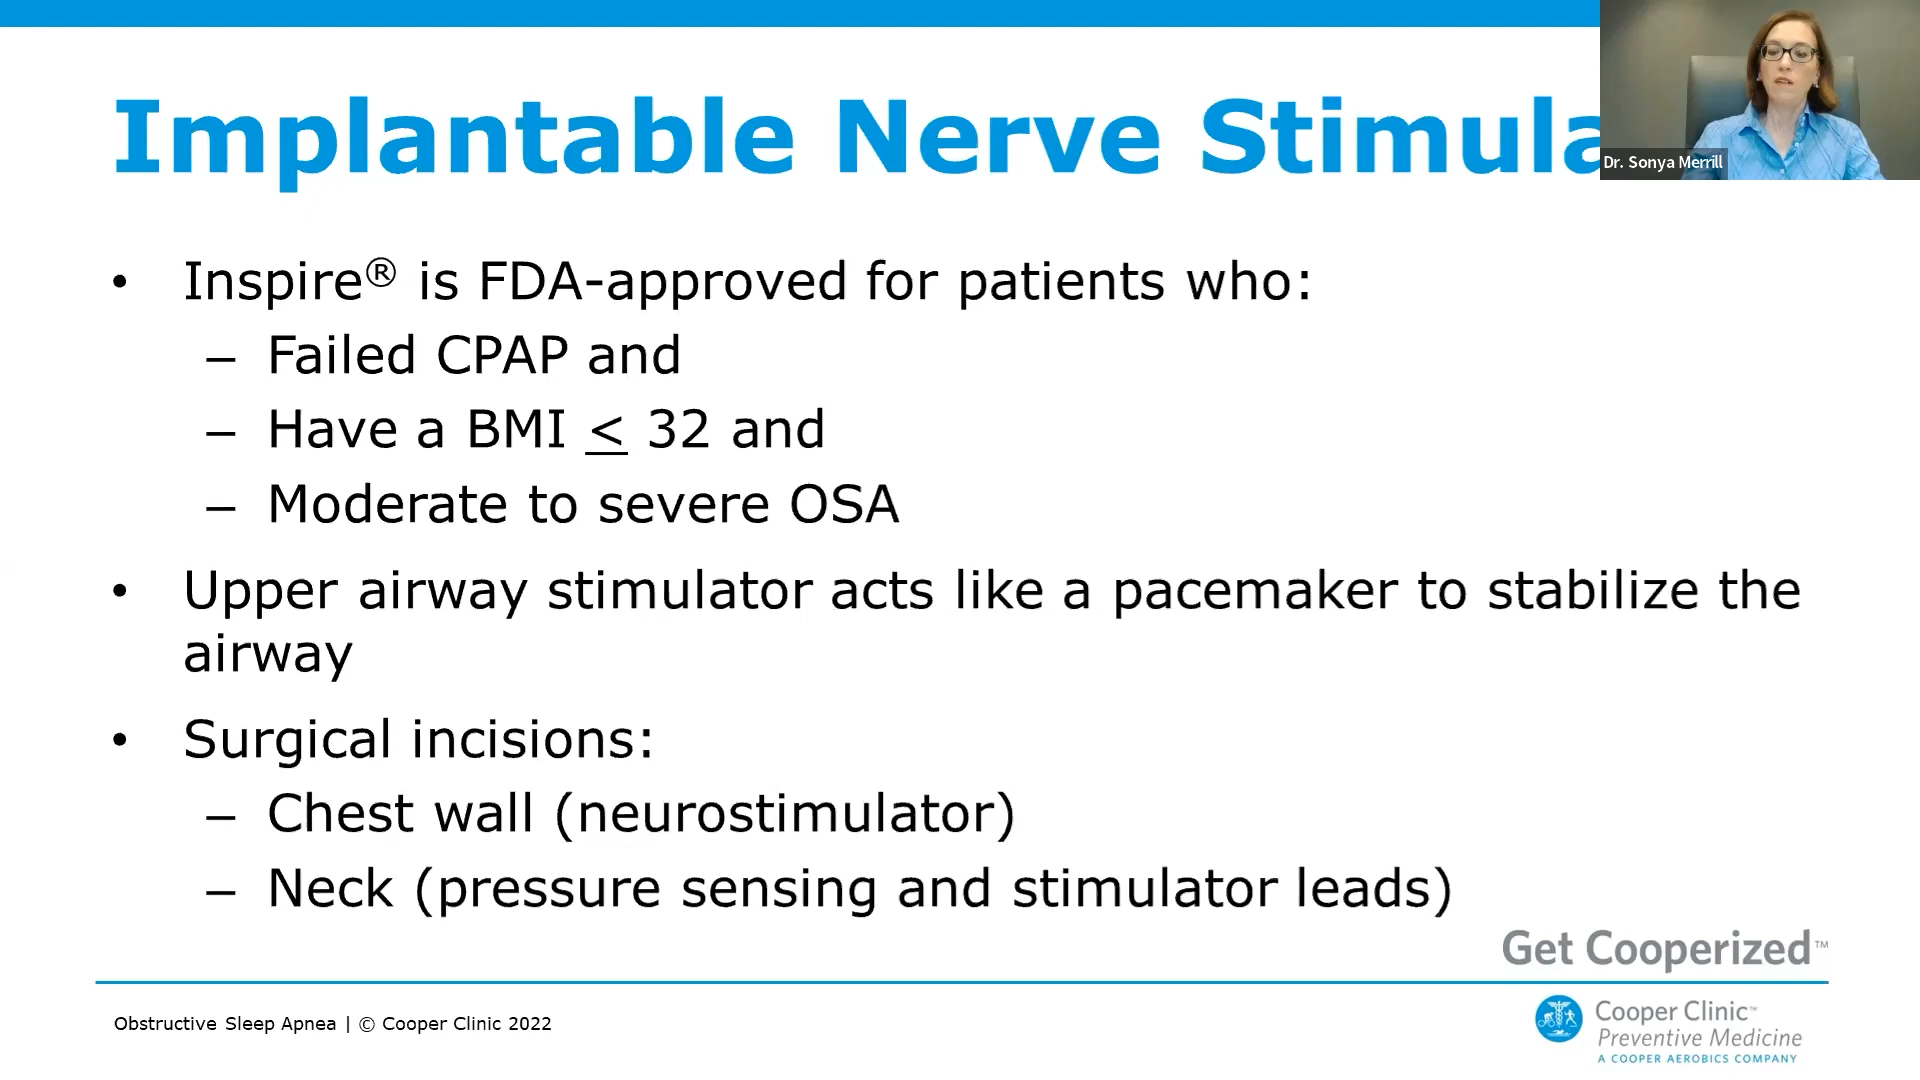 Implantable Nerve Stimula
Dr. Sonya Merrill
• Inspire® is FDA-approved for patients who:
– Failed CPAP and
– Have a BMI < 32 and
– Moderate to severe OSA
• Upper airway stimulator acts like a pacemaker to stabilize the
airway
• Surgical incisions:
– Chest wall (neurostimulator)
– Neck (pressure sensing and stimulator leads)
Get Cooperized™
Obstructive Sleep Apnea | © Cooper Clinic 2022
Cooper Clinic™
Preventive Medicine
A COOPER AEROBICS COMPANY